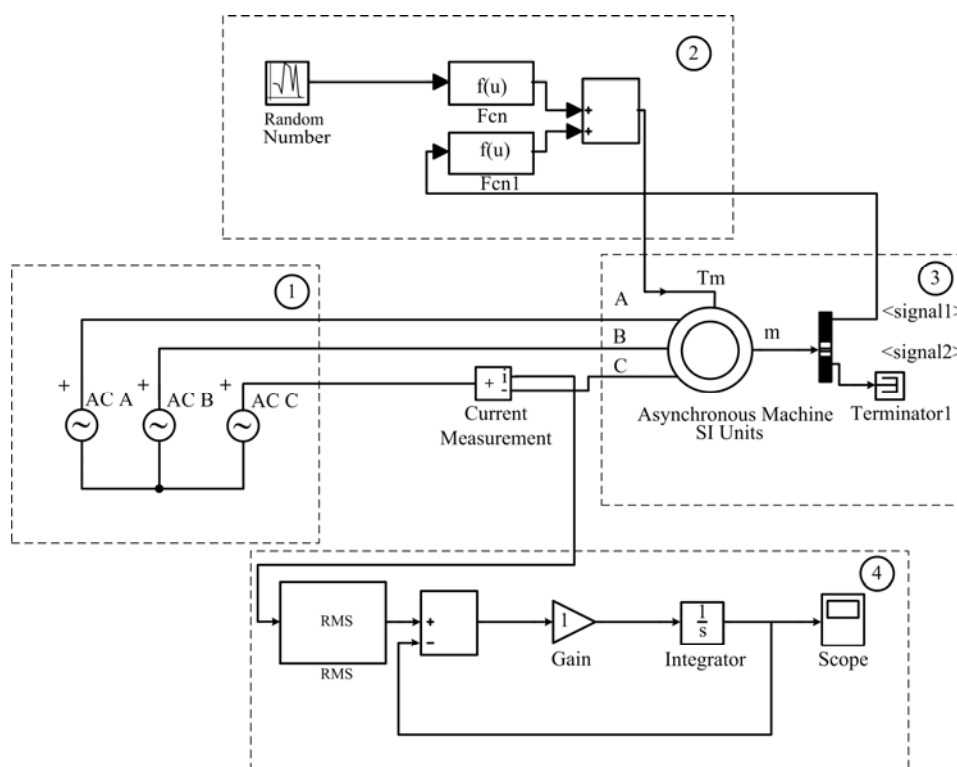 2
f(u)
Fcn
Random
Number
+
+
f(u)
Fcn1
1
3
Tm
A
<signal1>
B
m
<signal2>
C
+ AC A
+ AC B
+ AC C
+ 1
-
Current
Measurement
Asynchronous Machine
SI Units
Terminator1
4
RMS
RMS
+
-
1
Gain
1
s
Integrator
Scope